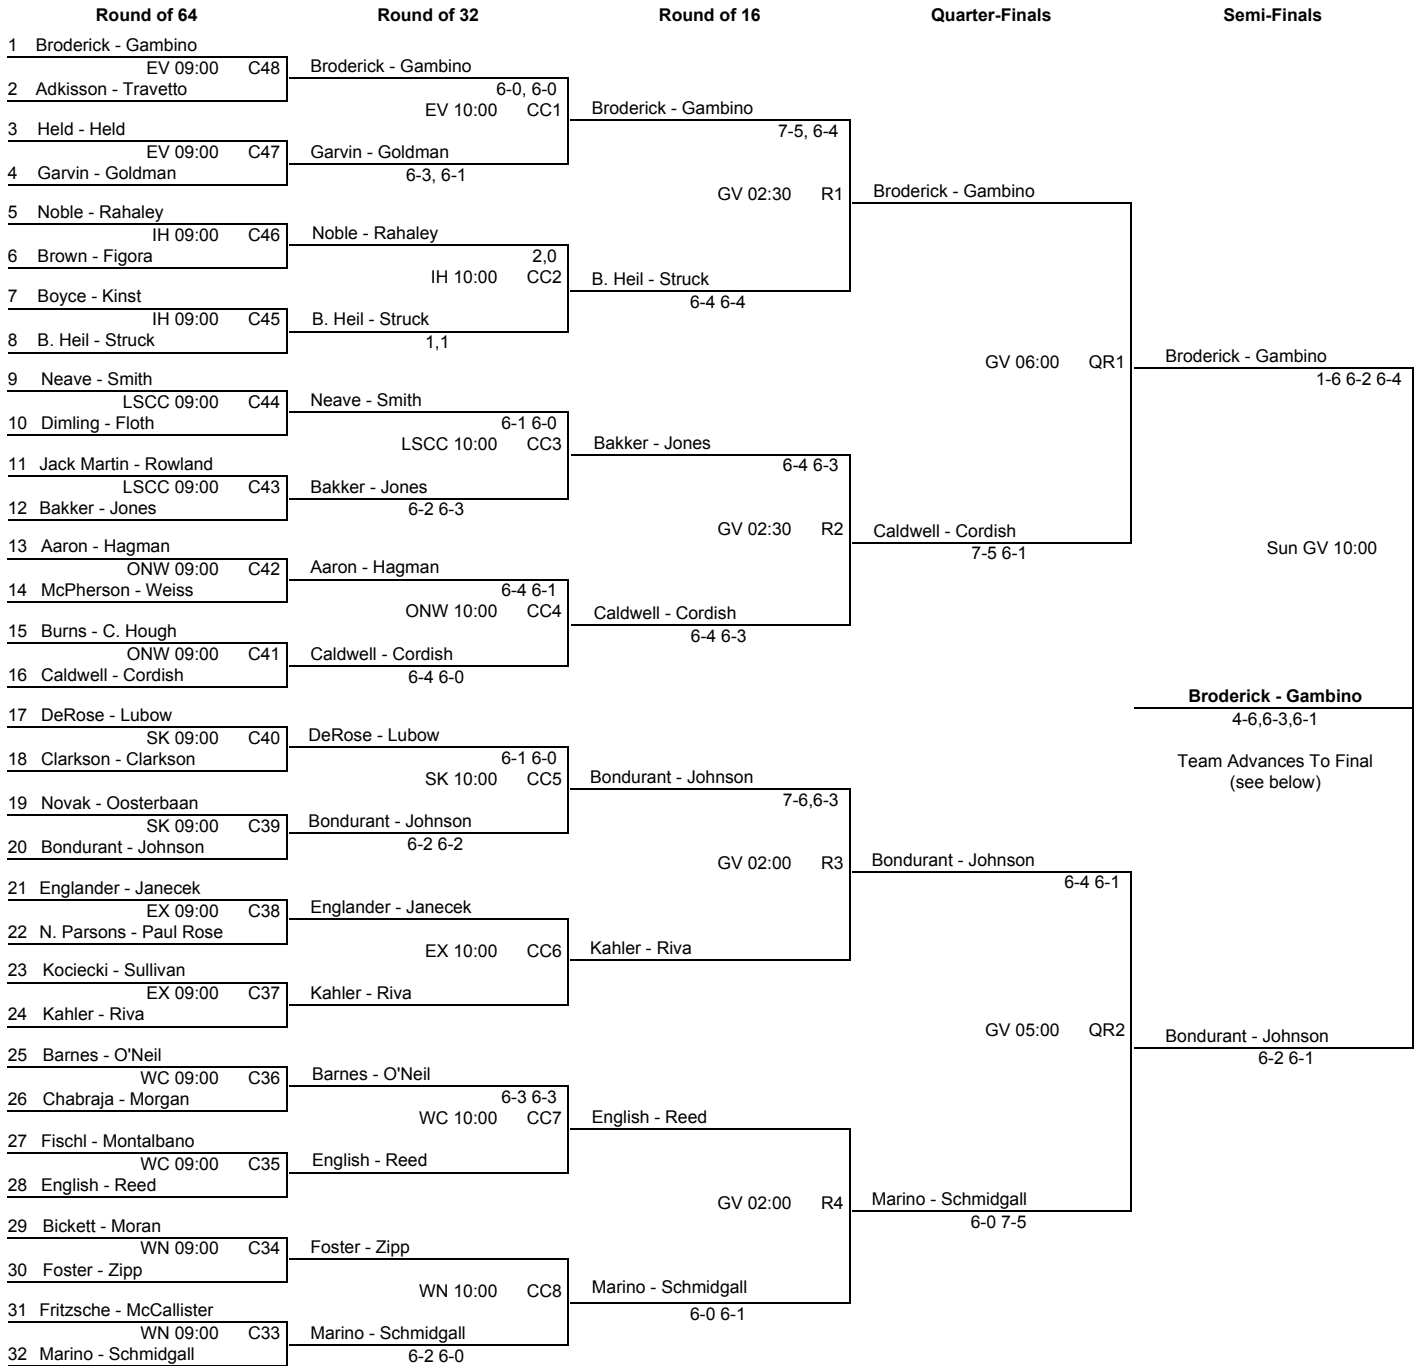 Round of 64 Round of 32 Round of 16 Quarter-Finals Semi-Finals
1 Broderick - Gambino
EV 09:00 C48
2 Adkisson - Travetto
3 Held - Held
EV 09:00 C47
4 Garvin - Goldman
5 Noble - Rahaley
IH 09:00 C46
6 Brown - Figora
7 Boyce - Kinst
IH 09:00 C45
8 B. Heil - Struck
9 Neave - Smith
LSCC 09:00 C44
10 Dimling - Floth
11 Jack Martin - Rowland
LSCC 09:00 C43
12 Bakker - Jones
13 Aaron - Hagman
ONW 09:00 C42
14 McPherson - Weiss
15 Burns - C. Hough
ONW 09:00 C41
16 Caldwell - Cordish
17 DeRose - Lubow
SK 09:00 C40
18 Clarkson - Clarkson
19 Novak - Oosterbaan
SK 09:00 C39
20 Bondurant - Johnson
21 Englander - Janecek
EX 09:00 C38
22 N. Parsons - Paul Rose
23 Kociecki - Sullivan
EX 09:00 C37
24 Kahler - Riva
25 Barnes - O'Neil
WC 09:00 C36
26 Chabraja - Morgan
27 Fischl - Montalbano
WC 09:00 C35
28 English - Reed
29 Bickett - Moran
WN 09:00 C34
30 Foster - Zipp
31 Fritzsche - McCallister
WN 09:00 C33
32 Marino - Schmidgall
Broderick - Gambino
6-0, 6-0
EV 10:00 CC1
Garvin - Goldman
6-3, 6-1
Noble - Rahaley
2,0
IH 10:00 CC2
B. Heil - Struck
1,1
Neave - Smith
6-1 6-0
LSCC 10:00 CC3
Bakker - Jones
6-2 6-3
Aaron - Hagman
6-4 6-1
ONW 10:00 CC4
Caldwell - Cordish
6-4 6-0
DeRose - Lubow
6-1 6-0
SK 10:00 CC5
Bondurant - Johnson
6-2 6-2
Englander - Janecek
EX 10:00 CC6
Kahler - Riva
Barnes - O'Neil
6-3 6-3
WC 10:00 CC7
English - Reed
Foster - Zipp
WN 10:00 CC8
Marino - Schmidgall
6-2 6-0
Broderick - Gambino
7-5, 6-4
GV 02:30 R1
B. Heil - Struck
6-4 6-4
Bakker - Jones
6-4 6-3
GV 02:30 R2
Caldwell - Cordish
6-4 6-3
Bondurant - Johnson
7-6,6-3
GV 02:00 R3
Kahler - Riva
English - Reed
GV 02:00 R4
Marino - Schmidgall
6-0 6-1
Broderick - Gambino
GV 06:00 QR1
Caldwell - Cordish
7-5 6-1
Bondurant - Johnson
6-4 6-1
GV 05:00 QR2
Marino - Schmidgall
6-0 7-5
Broderick - Gambino
1-6 6-2 6-4
Sun GV 10:00
Broderick - Gambino
4-6,6-3,6-1
Team Advances To Final
(see below)
Bondurant - Johnson
6-2 6-1